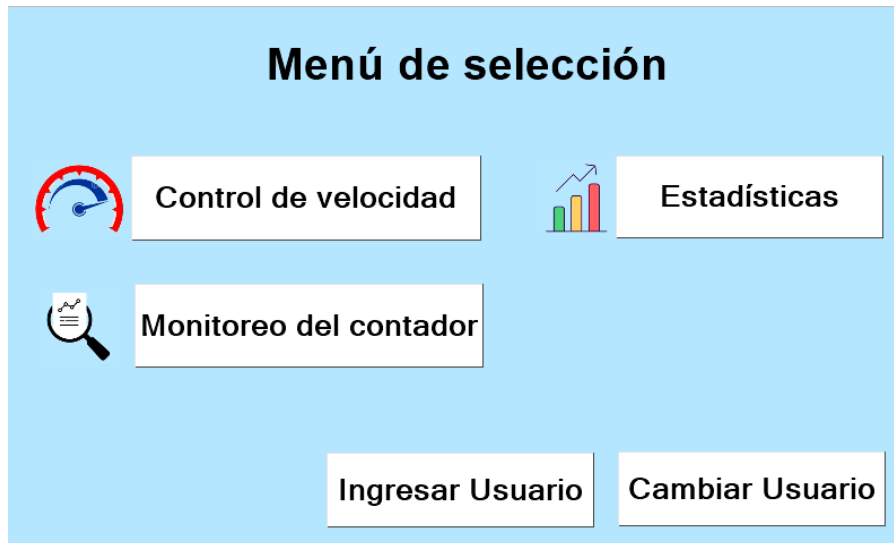 Menú de selección
Control de velocidad
Estadísticas
Monitoreo del contador
Ingresar Usuario
Cambiar Usuario